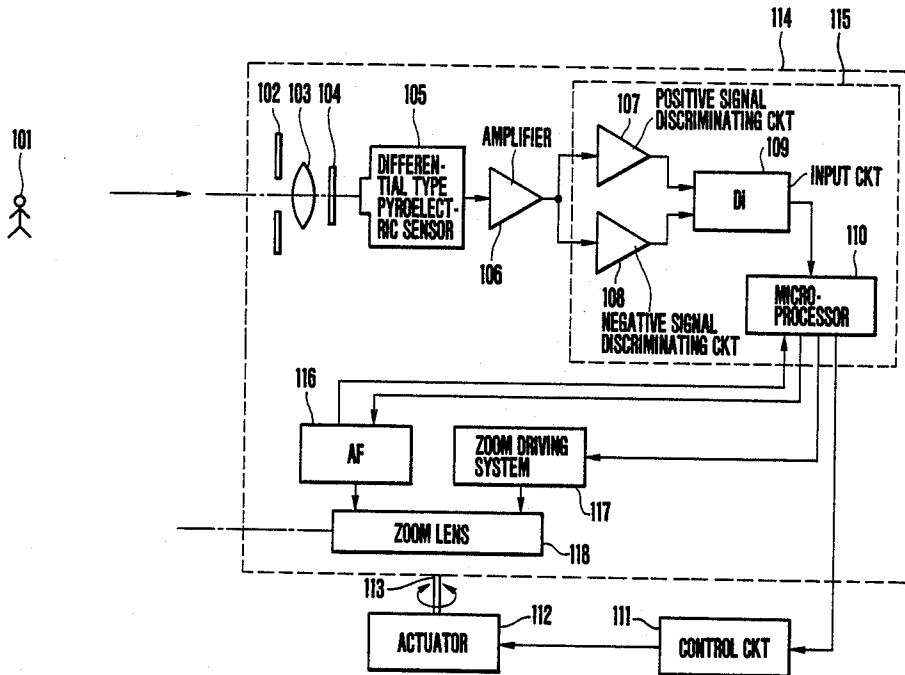 114
115
102
103
104
105
107
POSITIVE SIGNAL
DISCRIMINATING CKT
101
AMPLIFIER
109
DIFFEREN-
TIAL TYPE
PYROELECT-
RIC SENSOR
INPUT CKT
DI
106
110
108
MICRO-
PROCESSOR
NEGATIVE SIGNAL
DISCRIMINATING CKT
116
AF
ZOOM DRIVING
SYSTEM
117
ZOOM LENS
118
113
112
111
ACTUATOR
CONTROL CKT